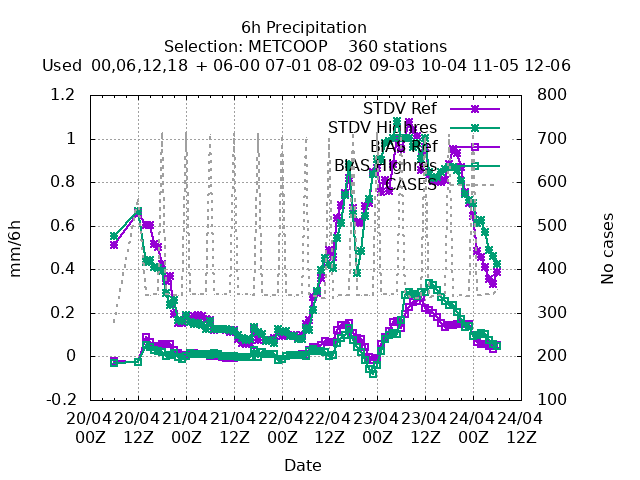 6h Precipitation
Selection: METCOOP 360 stations
Used 00,06,12,18 + 06-00 07-01 08-02 09-03 10-04 11-05 12-06
STDV Ref
STDV Highres
BIAS Ref
BIAS Highres
CASES
1.2
1
0.8
0.6
0.4
0.2
0
-0.2
mm/6h
800
700
600
500
400
300
200
100
No cases
20/04 20/04 21/04 21/04 22/04 22/04 23/04 23/04 24/04 24/04
00Z 12Z 00Z 12Z 00Z 12Z 00Z 12Z 00Z 12Z
Date